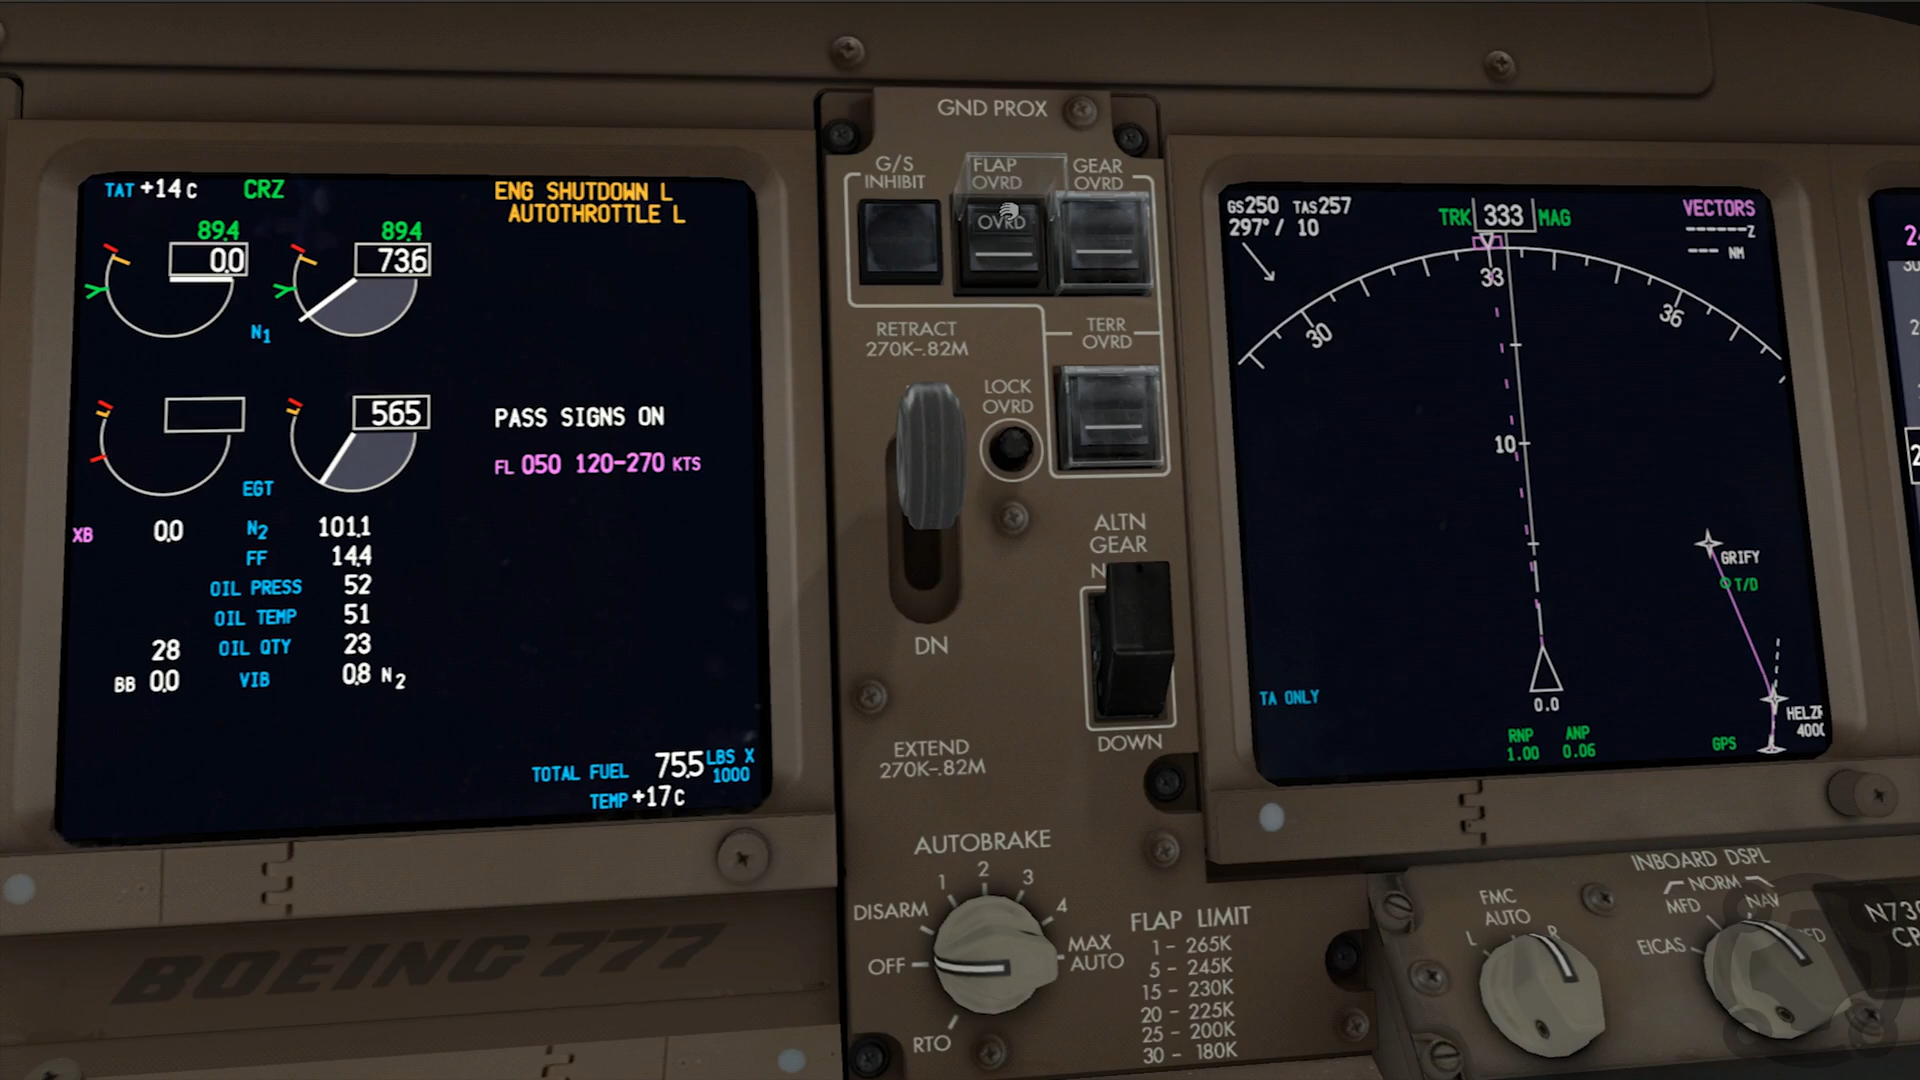 TAT +14 C
CRZ
ENG SHUTDOWN L
AUTOTHROTTLE L
89.4
89.4
0.0
73.6
N1
565
PASS SIGNS ON
FL 050 120-270 KTS
EGT
XB 0.0 N2 101.1
FF 14.4
OIL PRESS 52
OIL TEMP 51
28 OIL QTY 23
BB 0.0 VIB 0.8 N2
TOTAL FUEL 75.5 LBS X 1000
TEMP +17 C
BOEING 777
GND PROX
G/S INHIBIT
FLAP OVRD
GEAR OVRD
OVRD
RETRACT
270K-.82M
TERR
OVRD
LOCK
OVRD
ALTN
GEAR
N
DN
DOWN
EXTEND
270K-.82M
AUTOBRAKE
DISARM
1
2
3
4
MAX
AUTO
OFF
RTO
FLAP LIMIT
1 - 265K
5 - 245K
15 - 230K
20 - 225K
25 - 200K
30 - 180K
GS250 TAS257
297°/ 10
TRK 333 MAG
VECTORS
------Z
--- NM
30
33
36
10
GRIFY
T/D
TA ONLY
0.0
4000
RNP
1.00
ANP
0.06
GPS
INBOARD DSPL
NORM
MFD
NAV
EICAS
FMC
AUTO
L
R